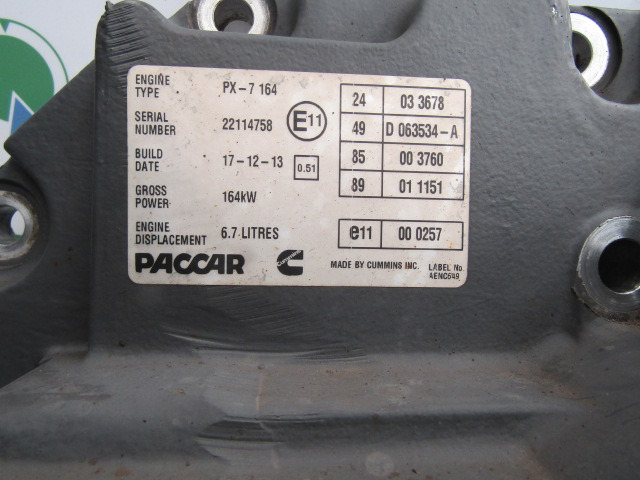 ENGINE TYPE PX-7 164
SERIAL NUMBER 22114758
BUILD DATE 17-12-13 0.51
GROSS POWER 164kW
ENGINE DISPLACEMENT 6.7 LITRES
E11
24 03 3678
49 D 063534-A
85 00 3760
89 01 1151
e11 00 0257
PACCAR MADE BY CUMMINS INC. LABEL No. AENC649